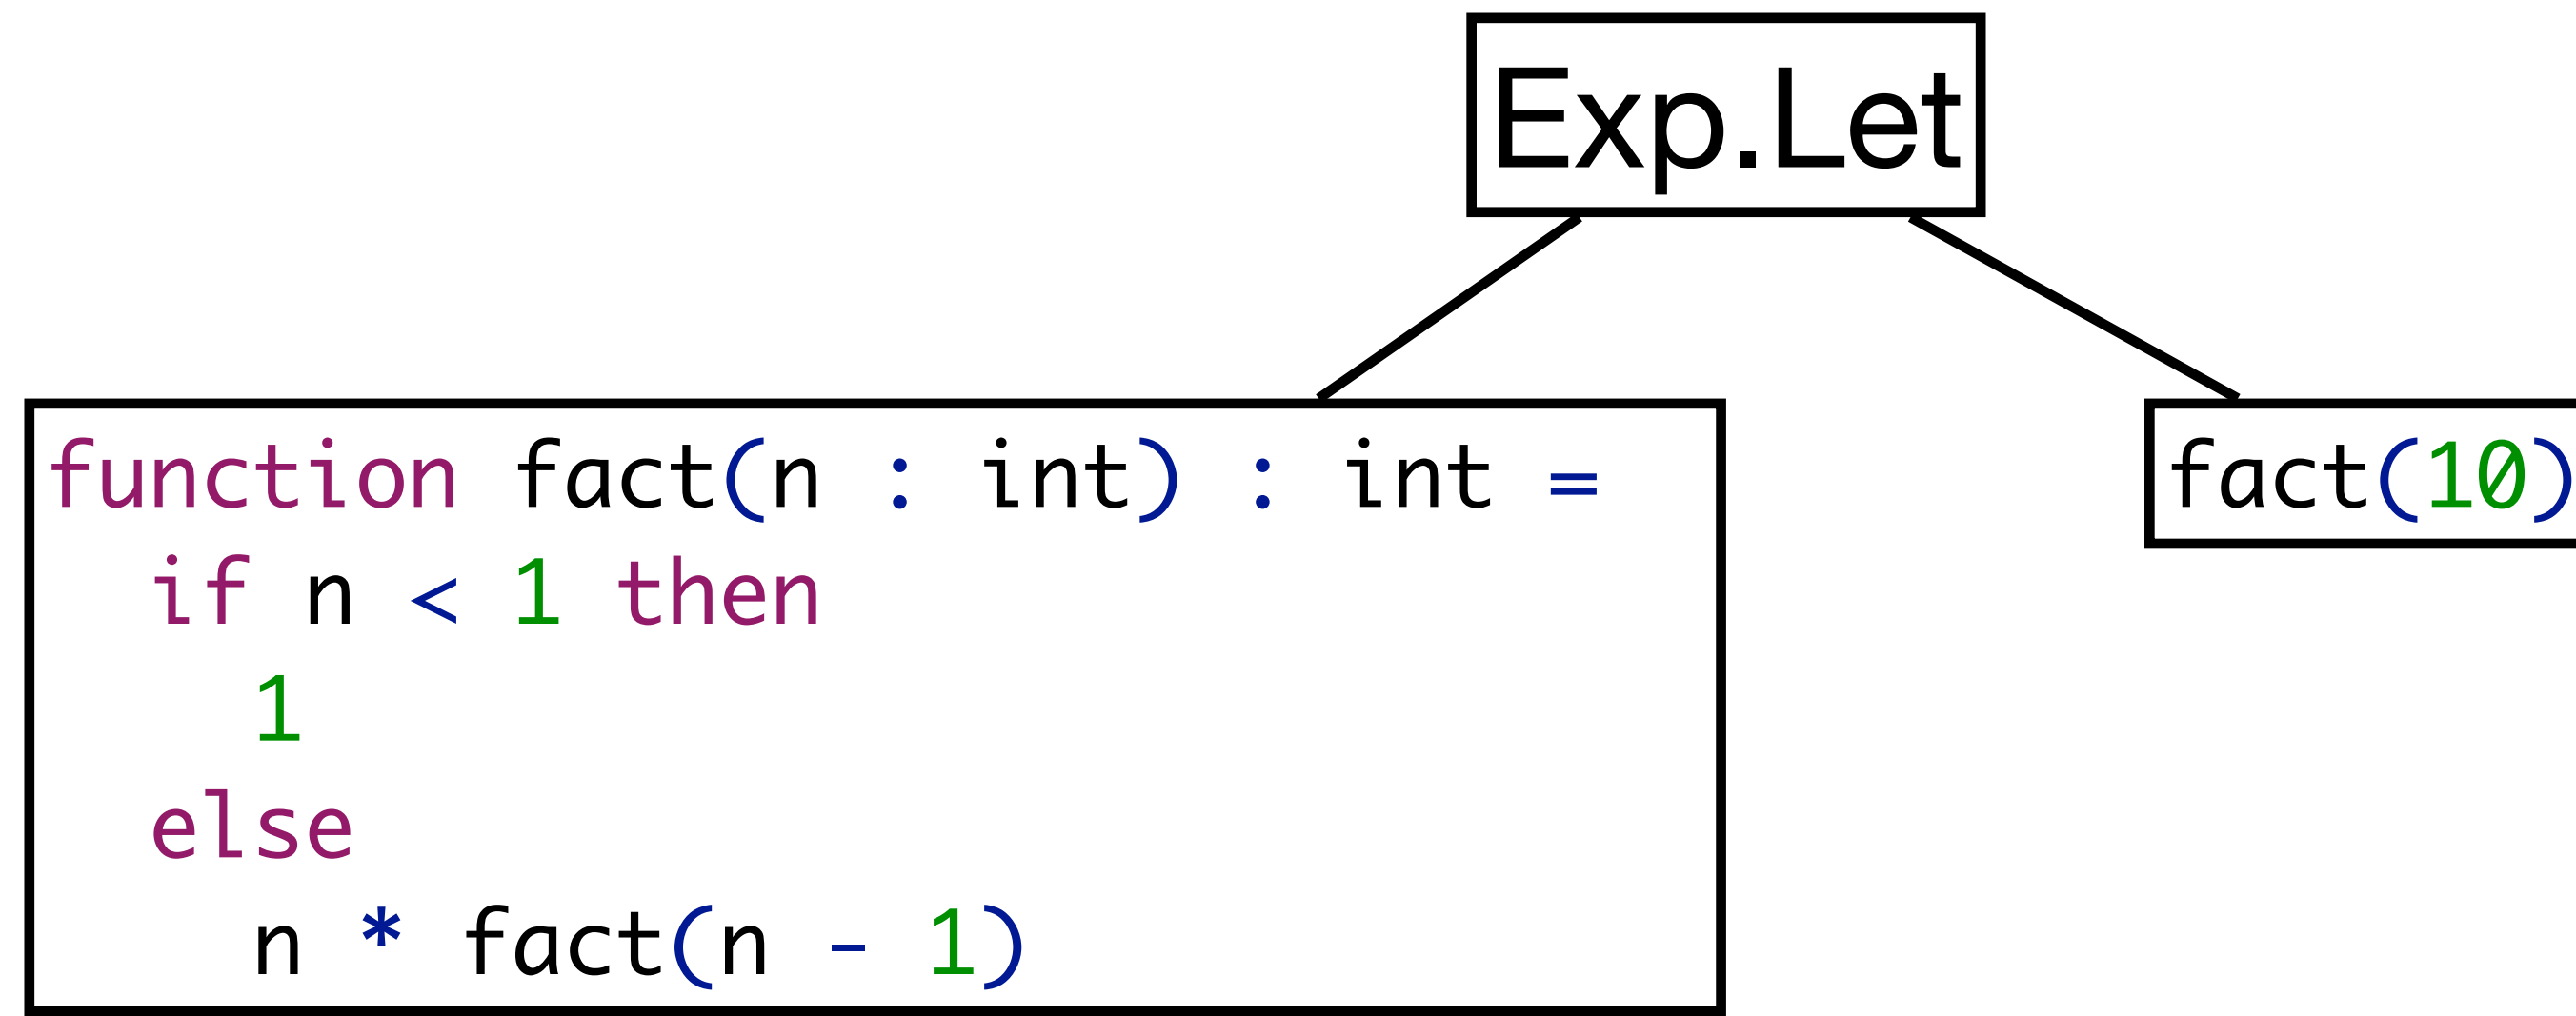 Exp.Let
function fact(n : int) : int =
  if n < 1 then
    1
  else
    n * fact(n - 1)
fact(10)